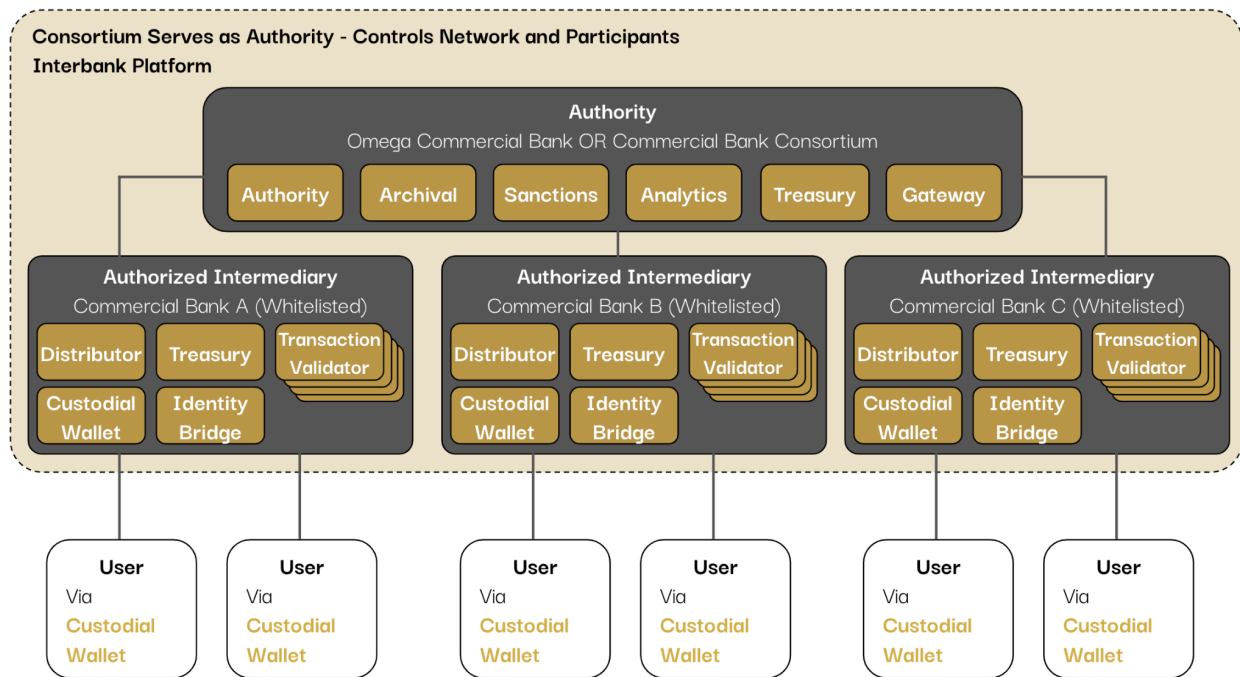 Consortium Serves as Authority - Controls Network and Participants
Interbank Platform
Authority
Omega Commercial Bank OR Commercial Bank Consortium
Authority
Archival
Sanctions
Analytics
Treasury
Gateway
Authorized Intermediary
Commercial Bank A (Whitelisted)
Distributor
Treasury
Transaction
Validator
Custodial
Wallet
Identity
Bridge
Authorized Intermediary
Commercial Bank B (Whitelisted)
Distributor
Treasury
Transaction
Validator
Custodial
Wallet
Identity
Bridge
Authorized Intermediary
Commercial Bank C (Whitelisted)
Distributor
Treasury
Transaction
Validator
Custodial
Wallet
Identity
Bridge
User
Via
Custodial
Wallet
User
Via
Custodial
Wallet
User
Via
Custodial
Wallet
User
Via
Custodial
Wallet
User
Via
Custodial
Wallet
User
Via
Custodial
Wallet